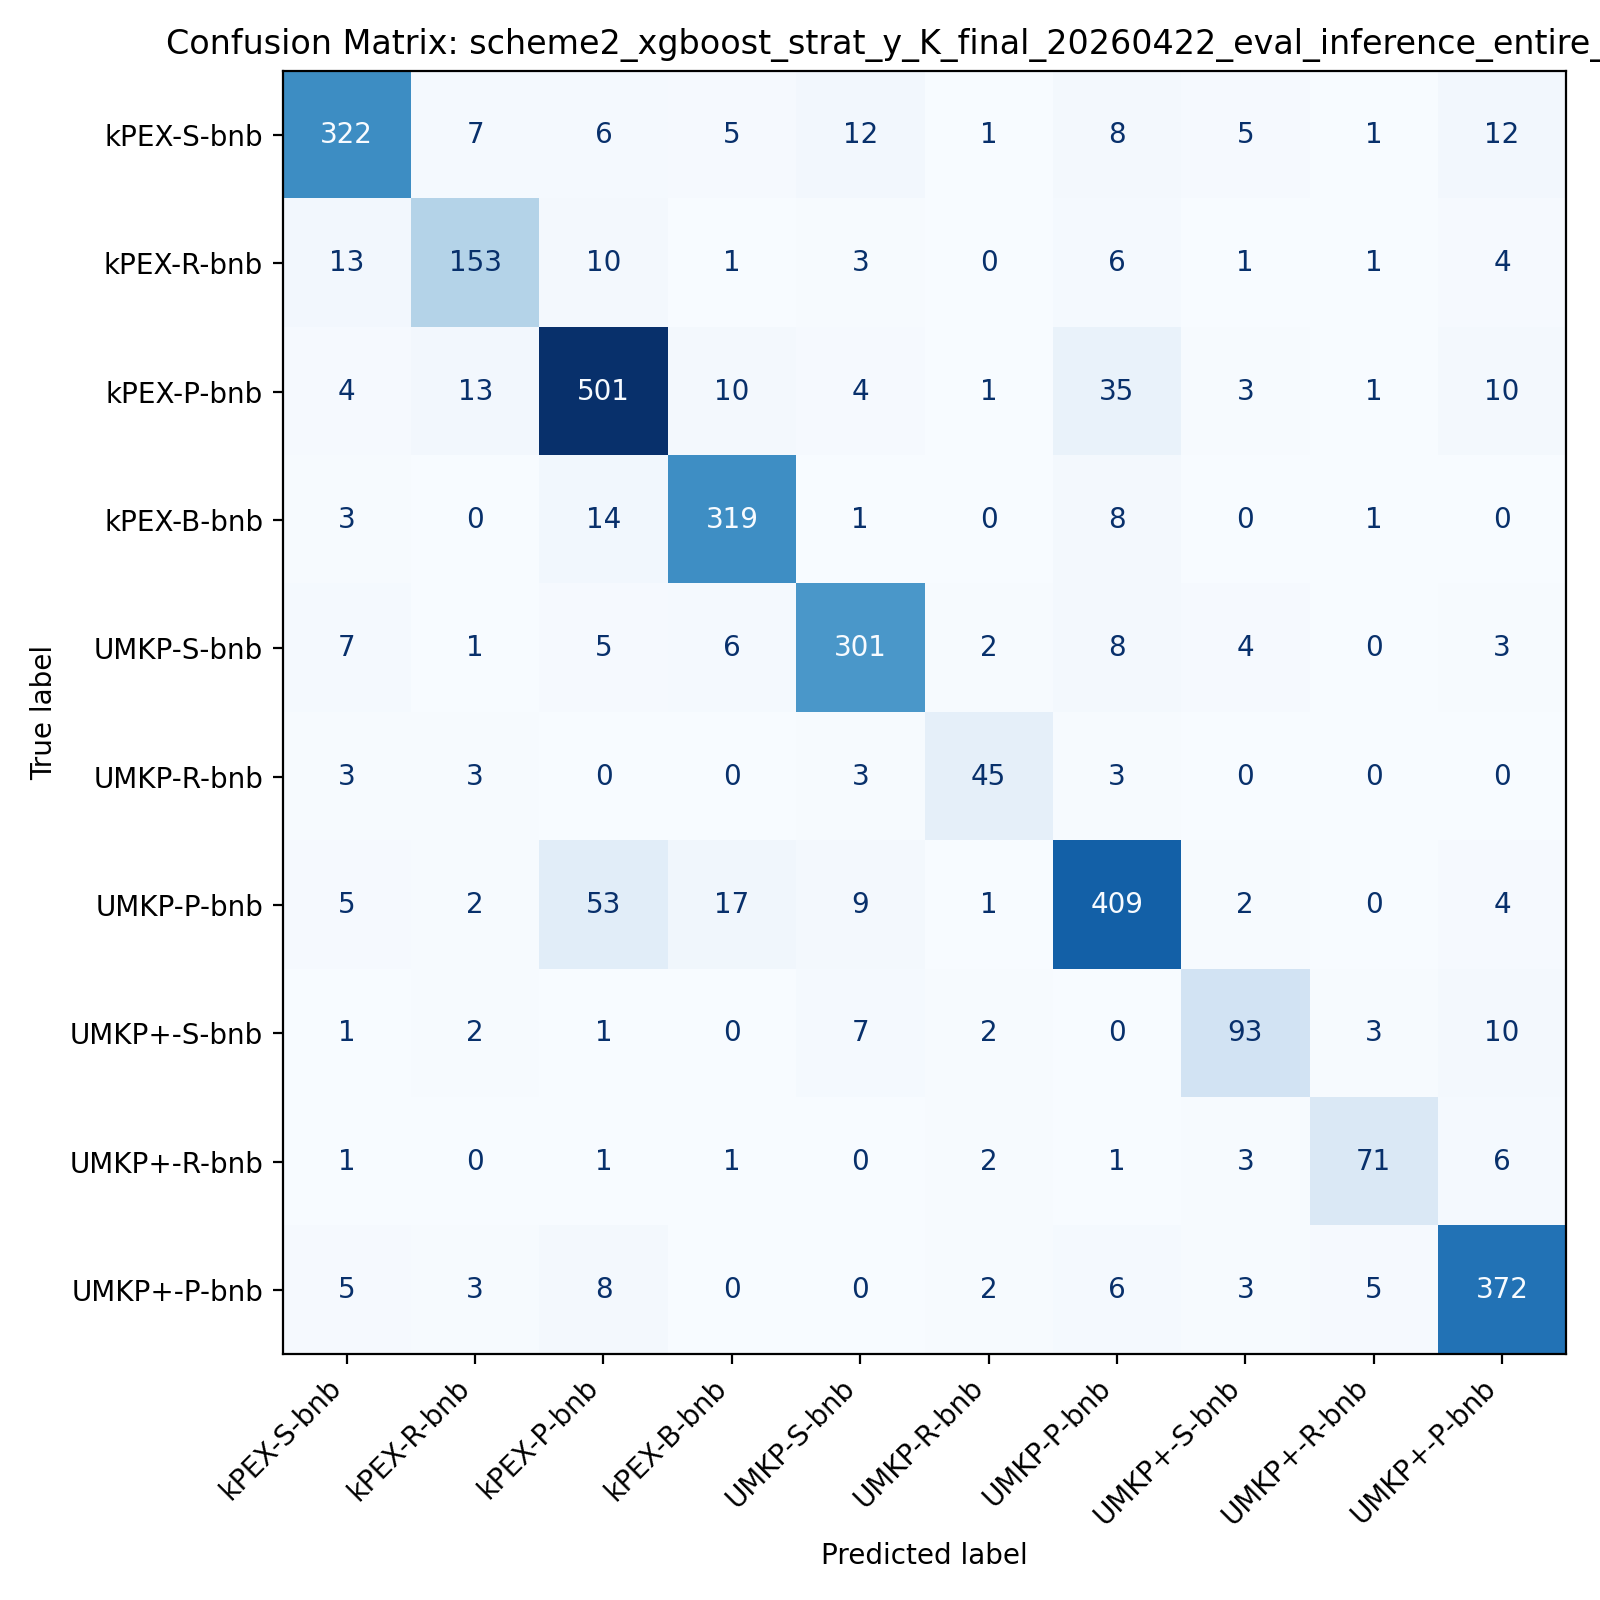 Confusion Matrix: scheme2_xgboost_strat_y_K_final_20260422_eval_inference_entire_
kPEX-S-bnb 322 7 6 5 12 1 8 5 1 12
kPEX-R-bnb 13 153 10 1 3 0 6 1 1 4
kPEX-P-bnb 4 13 501 10 4 1 35 3 1 10
kPEX-B-bnb 3 0 14 319 1 0 8 0 1 0
UMKP-S-bnb 7 1 5 6 301 2 8 4 0 3
UMKP-R-bnb 3 3 0 0 3 45 3 0 0 0
UMKP-P-bnb 5 2 53 17 9 1 409 2 0 4
UMKP+-S-bnb 1 2 1 0 7 2 0 93 3 10
UMKP+-R-bnb 1 0 1 1 0 2 1 3 71 6
UMKP+-P-bnb 5 3 8 0 0 2 6 3 5 372
True label
kPEX-S-bnb kPEX-R-bnb kPEX-P-bnb kPEX-B-bnb UMKP-S-bnb UMKP-R-bnb UMKP-P-bnb UMKP+-S-bnb UMKP+-R-bnb UMKP+-P-bnb
Predicted label